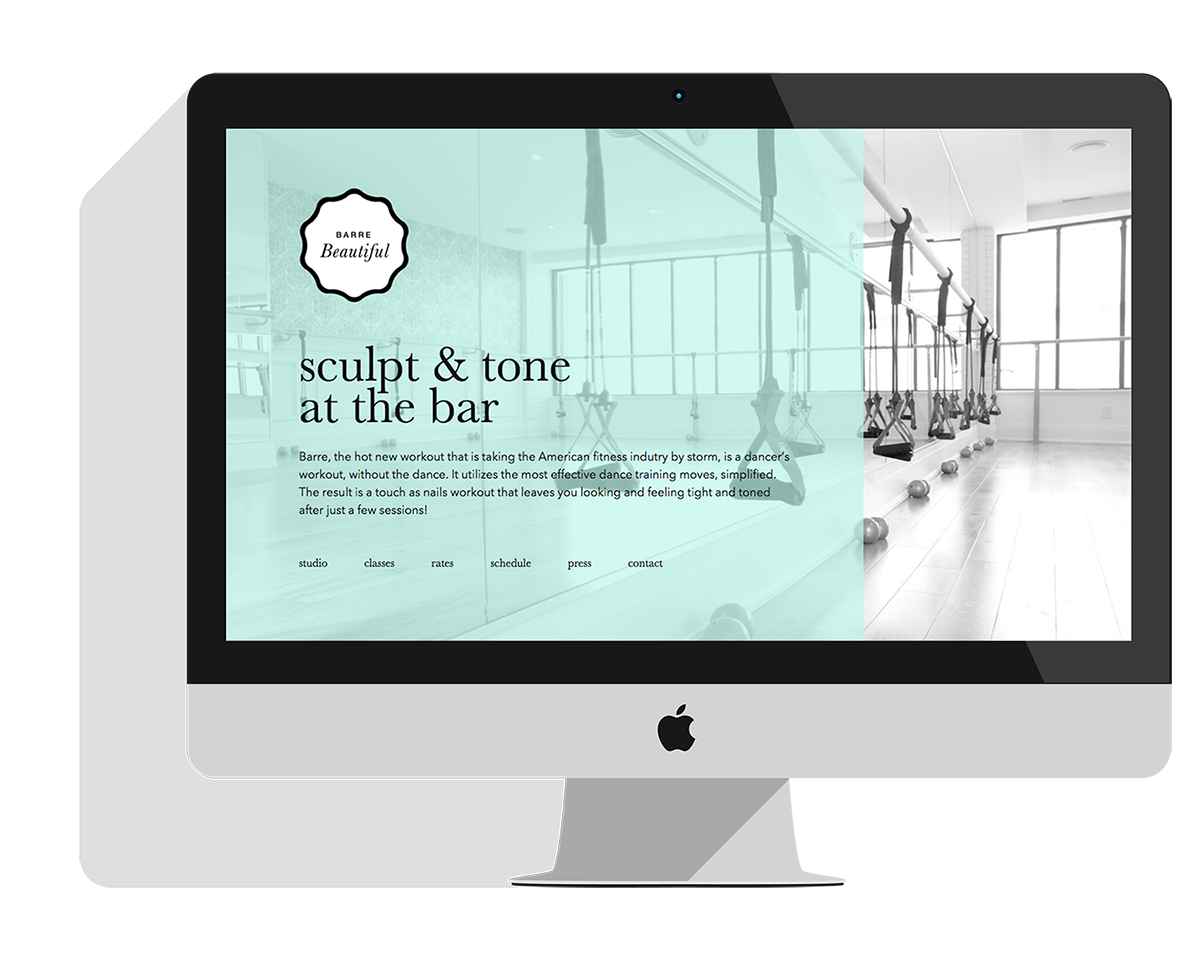 BARRE
Beautiful
sculpt & tone
at the bar
Barre, the hot new workout that is taking the American fitness indutry by storm, is a dancer's
workout, without the dance. It utilizes the most effective dance training moves, simplified.
The result is a touch as nails workout that leaves you looking and feeling tight and toned
after just a few sessions!
studio classes rates schedule press contact